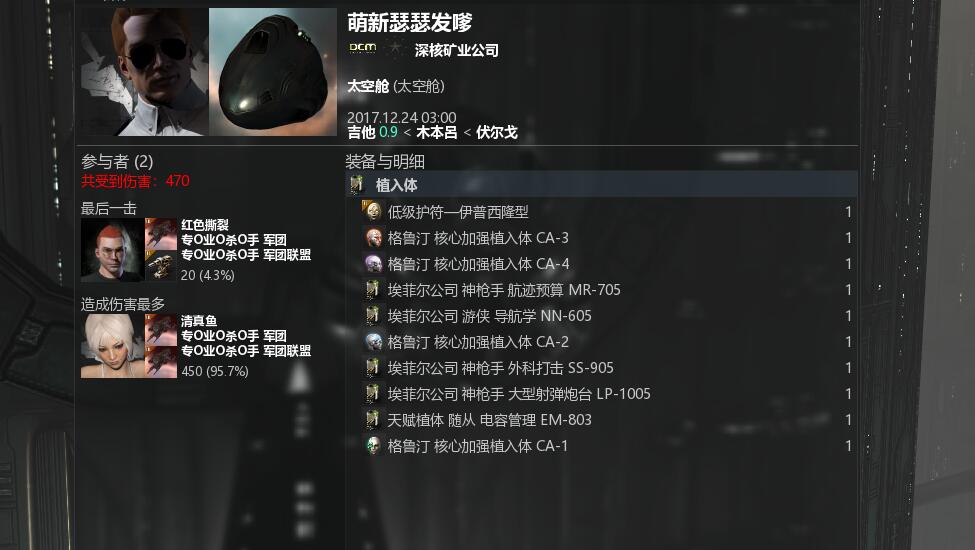 萌新瑟瑟发嗲
DCM 深核矿业公司
太空舱 (太空舱)
2017.12.24 03:00
吉他 0.9 < 木本吕 < 伏尔戈
参与者 (2)
共受到伤害: 470
最后一击
红色撕裂
专O业O杀O手 军团
专O业O杀O手 军团联盟
20 (4.3%)
造成伤害最多
清真鱼
专O业O杀O手 军团
专O业O杀O手 军团联盟
450 (95.7%)
装备与明细
植入体
低级护符—伊普西隆型 1
格鲁汀 核心加强植入体 CA-3 1
格鲁汀 核心加强植入体 CA-4 1
埃菲尔公司 神枪手 航迹预算 MR-705 1
埃菲尔公司 游侠 导航学 NN-605 1
格鲁汀 核心加强植入体 CA-2 1
埃菲尔公司 神枪手 外科打击 SS-905 1
埃菲尔公司 神枪手 大型射弹炮台 LP-1005 1
天赋植体 随从 电容管理 EM-803 1
格鲁汀 核心加强植入体 CA-1 1